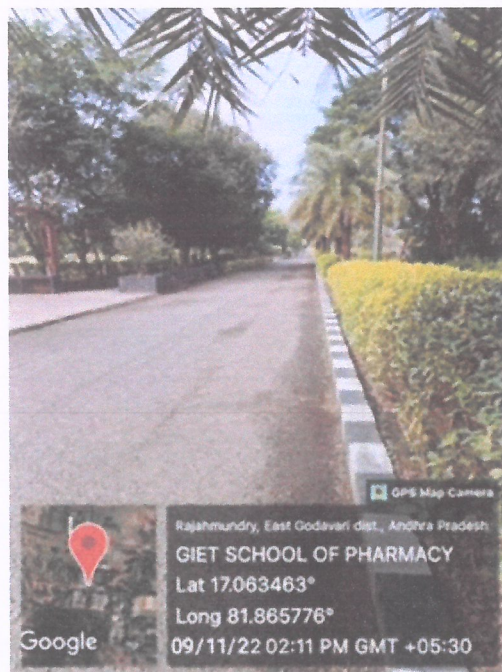 GPS Map Camera
Rajahmundry, East Godavari dist., Andhra Pradesh
GIET SCHOOL OF PHARMACY
Lat 17.063463°
Long 81.865776°
09/11/22 02:11 PM GMT +05:30
Google